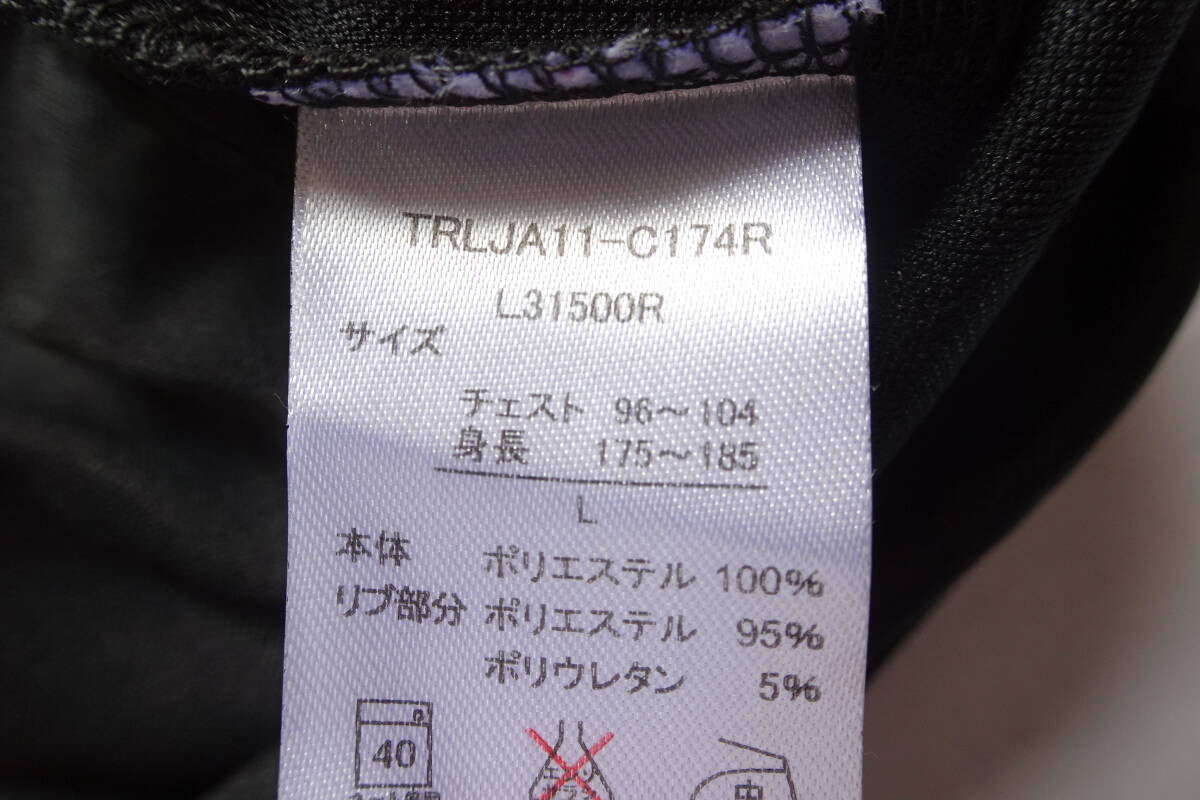 TRLJA11-C174R
L31500R
サイズ
チェスト 96〜104
身長 175〜185
L
本体 ポリエステル 100%
リブ部分 ポリエステル 95%
ポリウレタン 5%
40
中